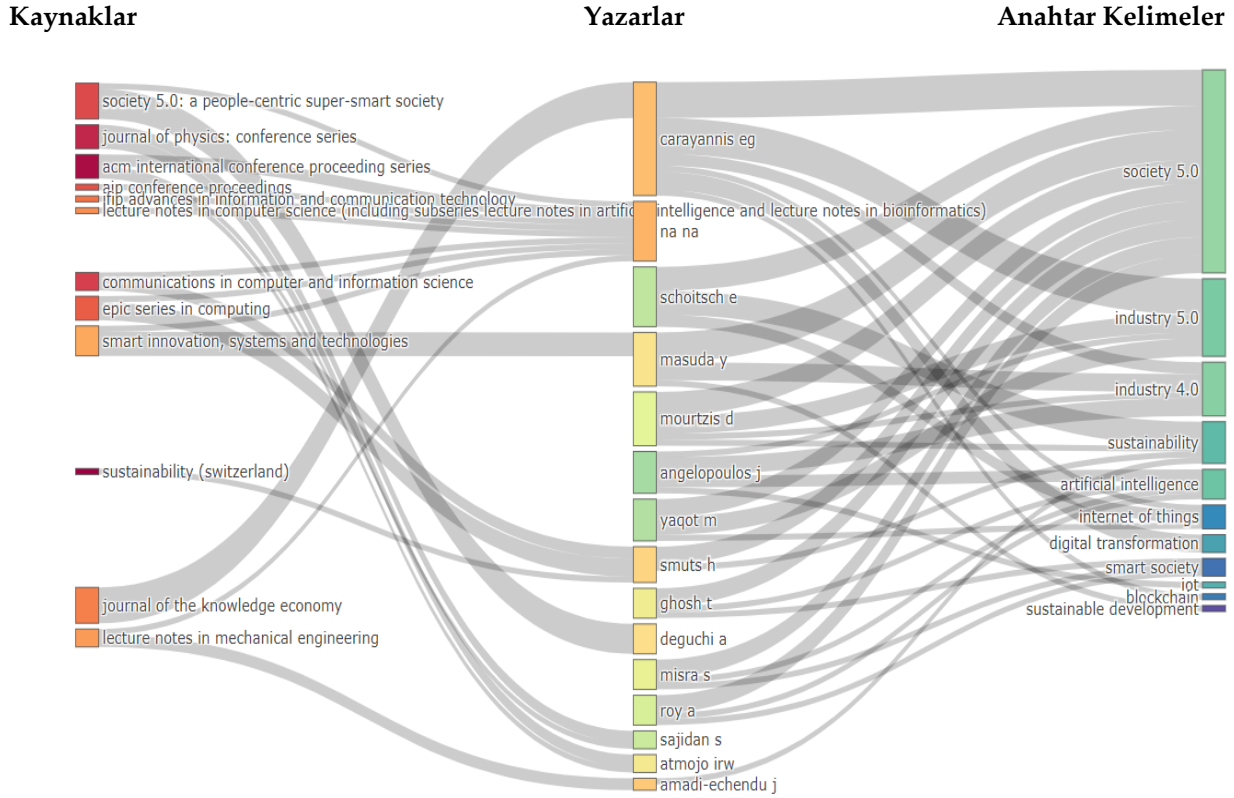 Kaynaklar
Yazarlar
Anahtar Kelimeler
society 5.0: a people-centric super-smart society
journal of physics: conference series
acm international conference proceeding series
aip conference proceedings
ifip advances in information and communication technology
lecture notes in computer science (including subseries lecture notes in artificial intelligence and lecture notes in bioinformatics)
communications in computer and information science
epic series in computing
smart innovation, systems and technologies
sustainability (switzerland)
journal of the knowledge economy
lecture notes in mechanical engineering
carayannis eg
na na
schoitsch e
masuda y
mourtzis d
angelopoulos j
yaqot m
smuts h
ghosh t
deguchi a
misra s
roy a
sajidan s
atmojo irw
amadi-echendu j
society 5.0
industry 5.0
industry 4.0
sustainability
artificial intelligence
internet of things
digital transformation
smart society
iot
blockchain
sustainable development